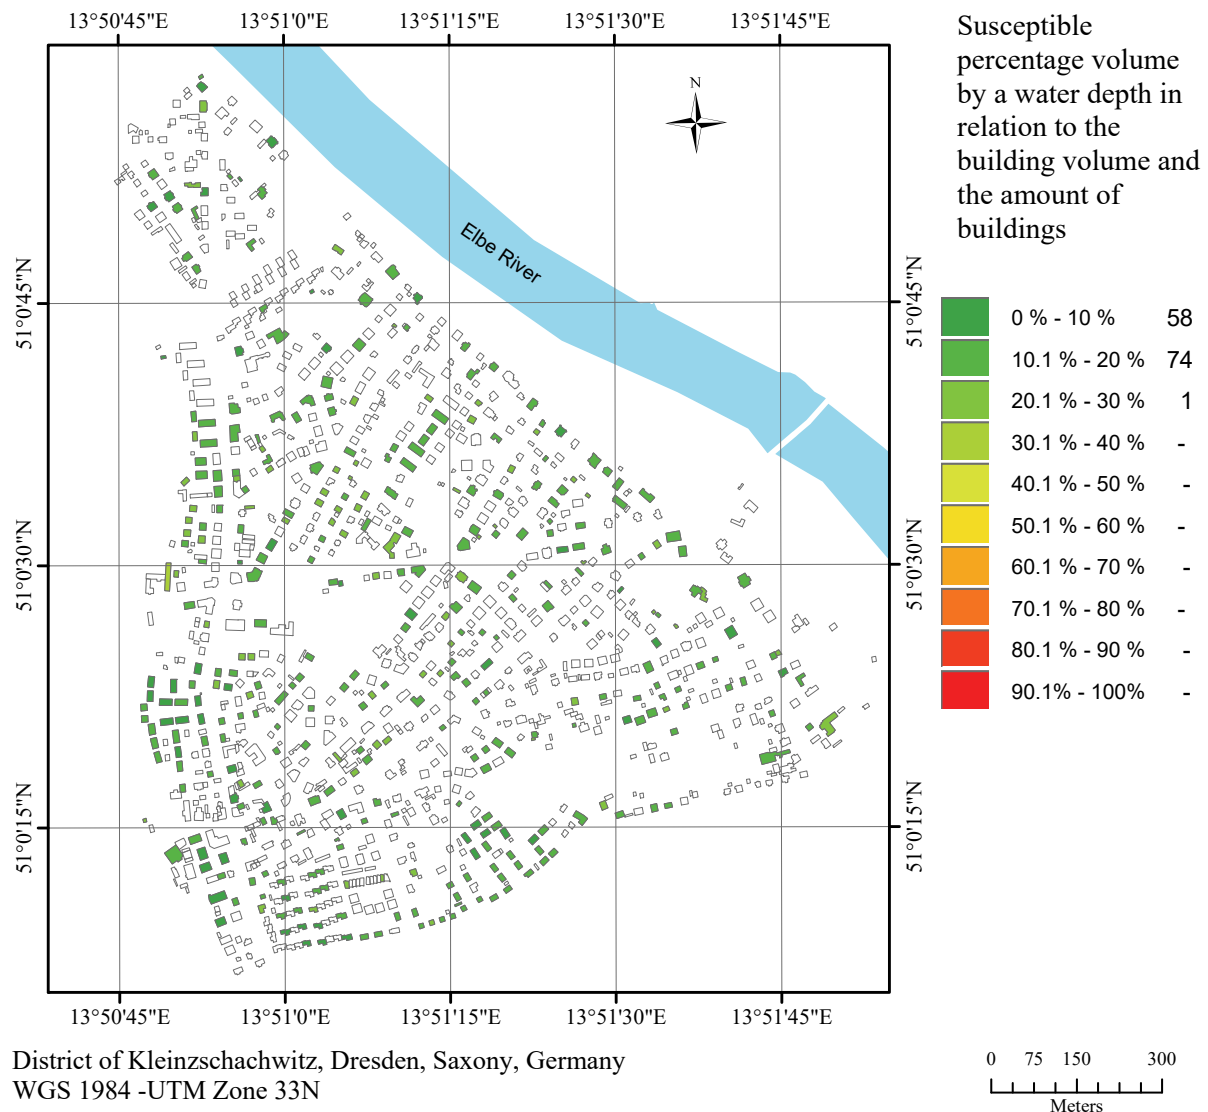 13°50'45"E 13°51'0"E 13°51'15"E 13°51'30"E 13°51'45"E
Susceptible
percentage volume
by a water depth in
relation to the
building volume and
the amount of
buildings
N
Elbe River
51°0'45"N 51°0'45"N
0 % - 10 % 58
10.1 % - 20 % 74
20.1 % - 30 % 1
30.1 % - 40 % -
40.1 % - 50 % -
50.1 % - 60 % -
60.1 % - 70 % -
70.1 % - 80 % -
80.1 % - 90 % -
90.1% - 100% -
51°0'30"N 51°0'30"N
51°0'15"N 51°0'15"N
13°50'45"E 13°51'0"E 13°51'15"E 13°51'30"E 13°51'45"E
District of Kleinzschachwitz, Dresden, Saxony, Germany
WGS 1984 -UTM Zone 33N
0 75 150 300
Meters